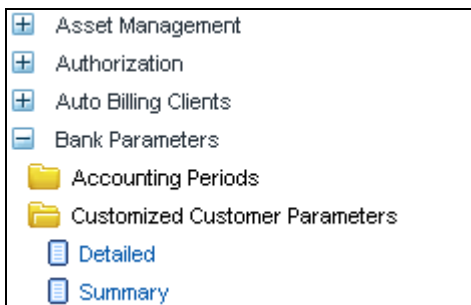 Asset Management
Authorization
Auto Billing Clients
Bank Parameters
Accounting Periods
Customized Customer Parameters
Detailed
Summary